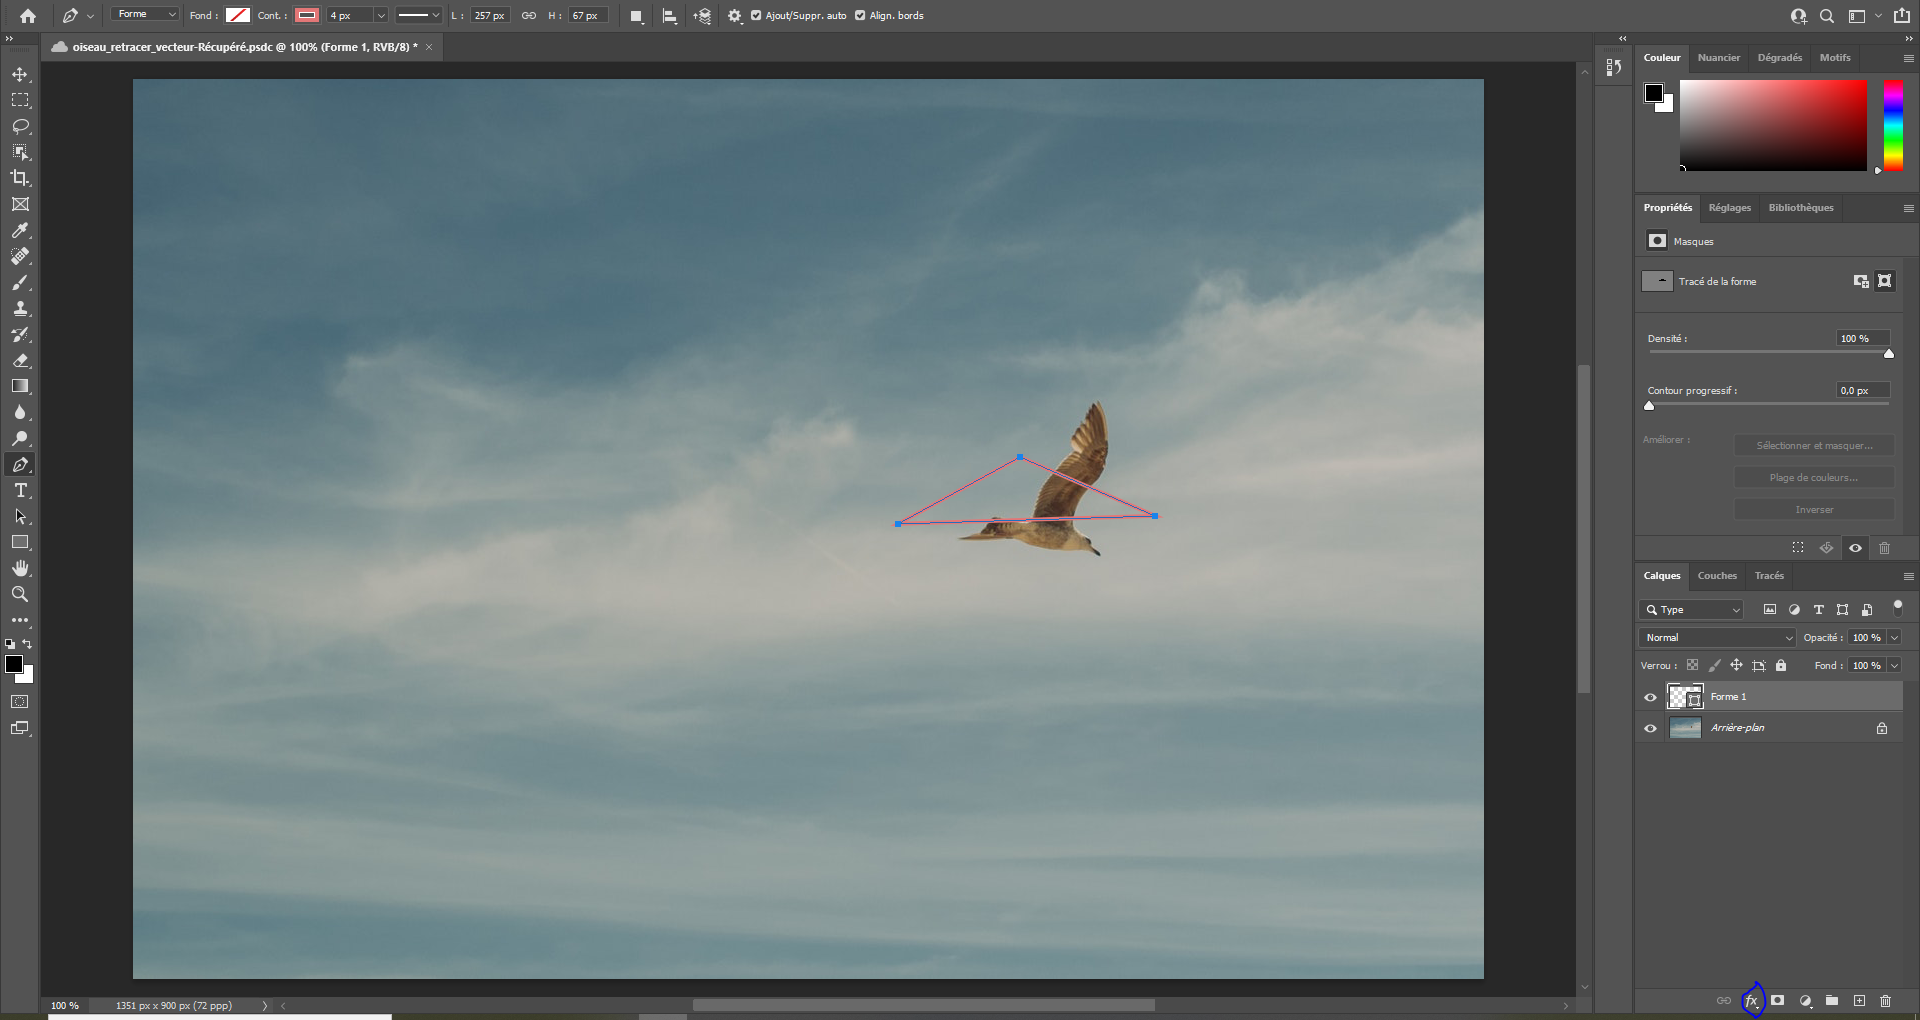 Forme Fond : Cont. : 4 px L : 257 px H : 67 px Ajout/Suppr. auto Align. bords
oiseau_retracer_vecteur-Récupéré.psdc @ 100% (Forme 1, RVB/8) * ×
Couleur Nuancier Dégradés Motifs
Propriétés Réglages Bibliothèques
Masques
Tracé de la forme
Densité : 100 %
Contour progressif : 0,0 px
Améliorer : Sélectionner et masquer...
Plage de couleurs...
Inverser
Calques Couches Tracés
Type
Normal Opacité : 100 %
Verrou : Fond : 100 %
Forme 1
Arrière-plan
fx
100 % 1351 px x 900 px (72 ppp)